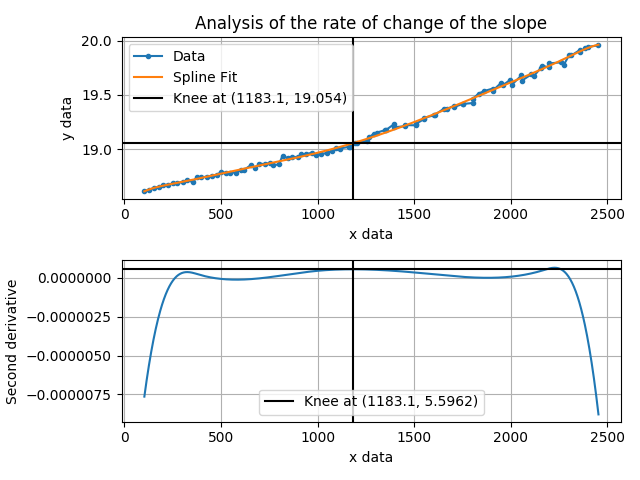 Analysis of the rate of change of the slope
20.0
19.5
19.0
y data
Data
Spline Fit
Knee at (1183.1, 19.054)
0 500 1000 1500 2000 2500
x data
0.0000000
−0.0000025
−0.0000050
−0.0000075
Second derivative
Knee at (1183.1, 5.5962)
0 500 1000 1500 2000 2500
x data